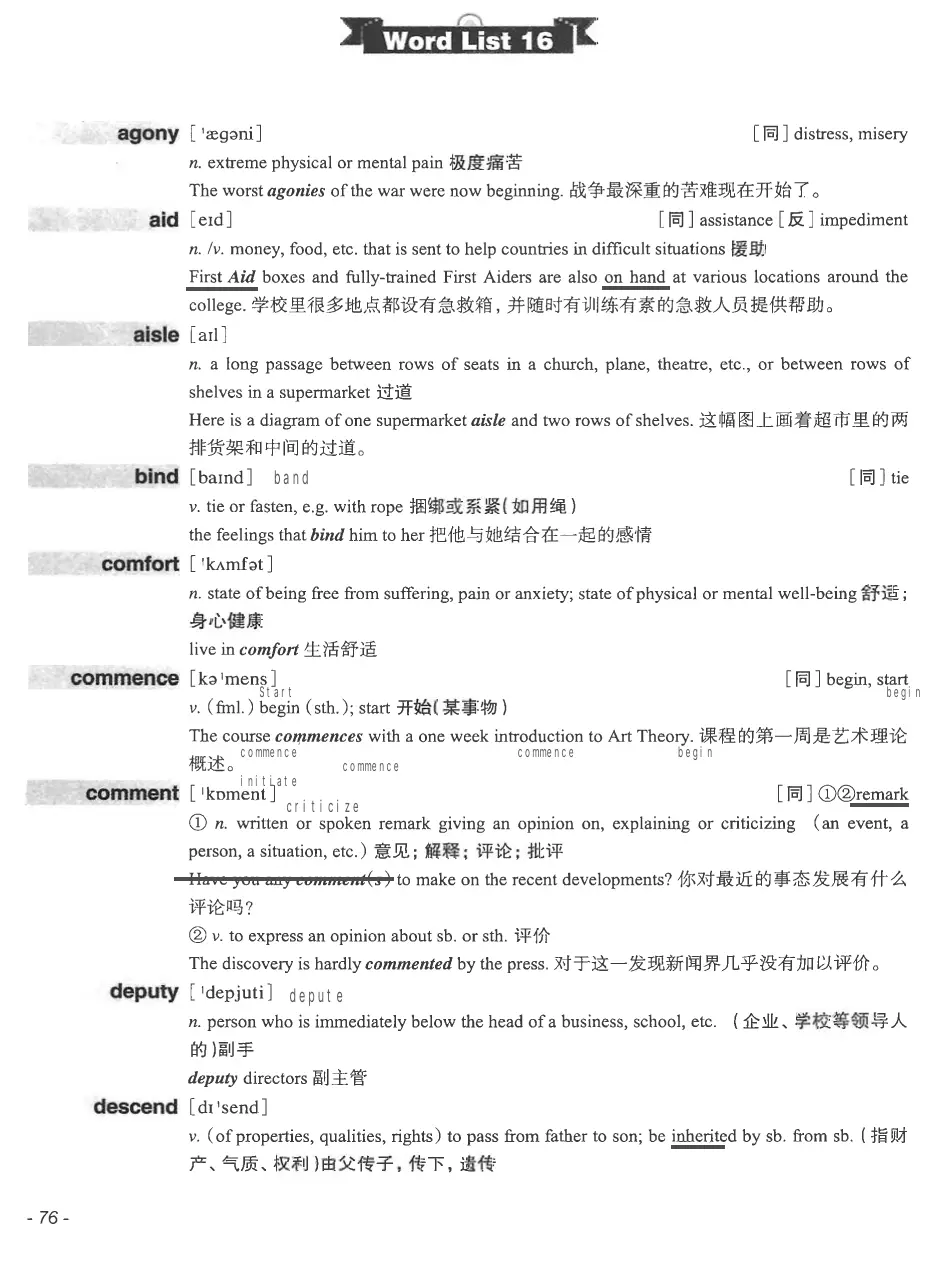 Word List 16
agony [ˈægəni] [同] distress, misery
n. extreme physical or mental pain 极度痛苦
The worst agonies of the war were now beginning. 战争最深重的苦难现在开始了。
aid [eɪd] [同] assistance [反] impediment
n. /v. money, food, etc. that is sent to help countries in difficult situations 援助
First Aid boxes and fully-trained First Aiders are also on hand at various locations around the
college. 学校里很多地点都设有急救箱，并随时有训练有素的急救人员提供帮助。
aisle [aɪl]
n. a long passage between rows of seats in a church, plane, theatre, etc., or between rows of
shelves in a supermarket 过道
Here is a diagram of one supermarket aisle and two rows of shelves. 这幅图上画着超市里的两
排货架和中间的过道。
bind [baɪnd] band [同] tie
v. tie or fasten, e.g. with rope 捆绑或系紧(如用绳)
the feelings that bind him to her 把他与她结合在一起的感情
comfort [ˈkʌmfət]
n. state of being free from suffering, pain or anxiety; state of physical or mental well-being 舒适；
身心健康
live in comfort 生活舒适
commence [kəˈmens] [同] begin, start
Start begin
v. (fml.) begin (sth.); start 开始(某事物)
The course commences with a one week introduction to Art Theory. 课程的第一周是艺术理论
commence commence begin
概述。 commence
initiate
comment [ˈkɒment] [同] ①②remark
criticize
① n. written or spoken remark giving an opinion on, explaining or criticizing (an event, a
person, a situation, etc.) 意见；解释；评论；批评
Have you any comment(s) to make on the recent developments? 你对最近的事态发展有什么
评论吗?
② v. to express an opinion about sb. or sth. 评价
The discovery is hardly commented by the press. 对于这一发现新闻界几乎没有加以评价。
deputy [ˈdepjuti] depute
n. person who is immediately below the head of a business, school, etc. (企业、学校等领导人
的)副手
deputy directors 副主管
descend [dɪˈsend]
v. (of properties, qualities, rights) to pass from father to son; be inherited by sb. from sb. (指财
产、气质、权利)由父传子，传下，遗传
- 76 -